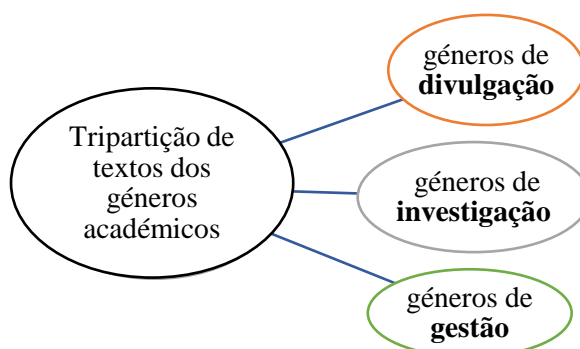 Tripartição de
textos dos
géneros
académicos
géneros de
divulgação
géneros de
investigação
géneros de
gestão